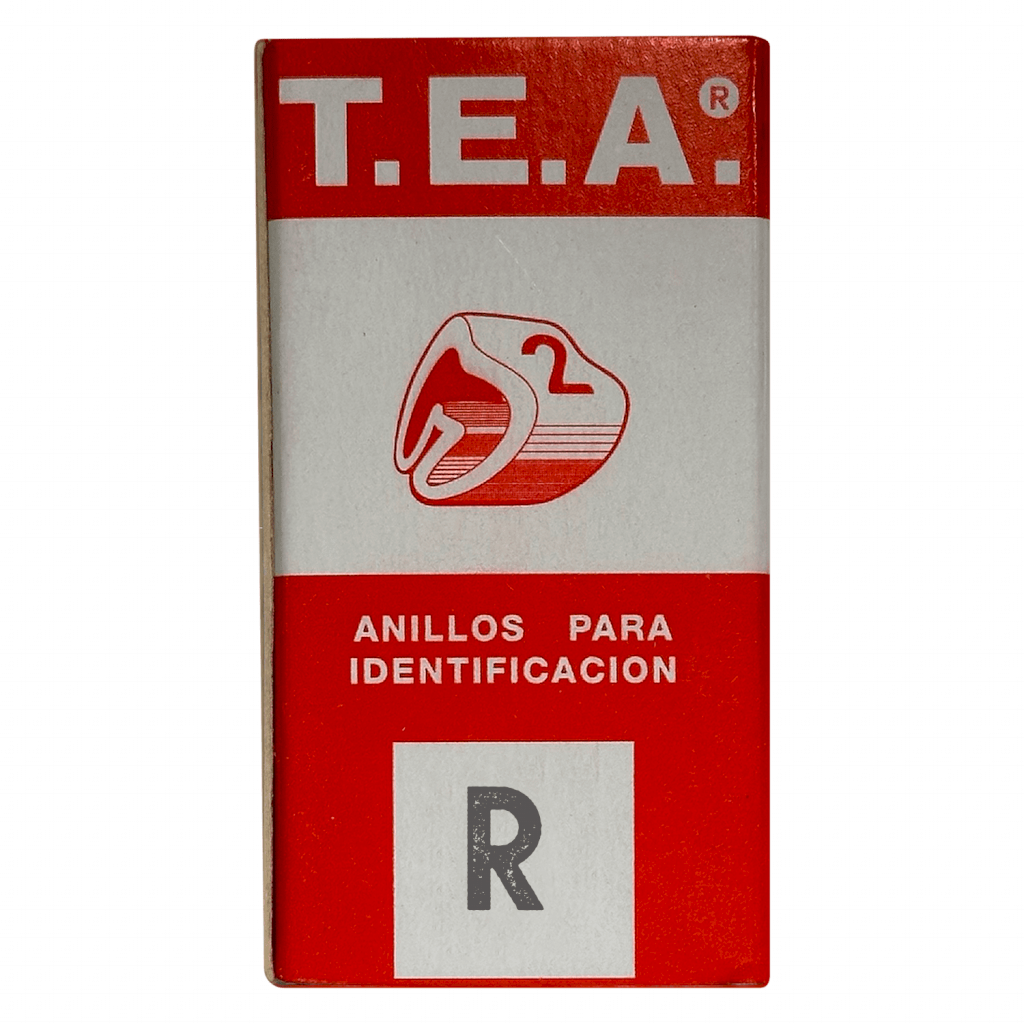 T.E.A.®
2
ANILLOS PARA
IDENTIFICACION
R